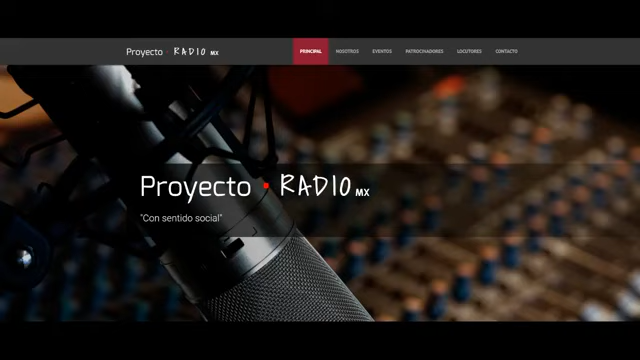 Proyecto · RADIO MX
PRINCIPAL NOSOTROS EVENTOS PATROCINADORES LOCUTORES CONTACTO
Proyecto · RADIO MX
"Con sentido social"